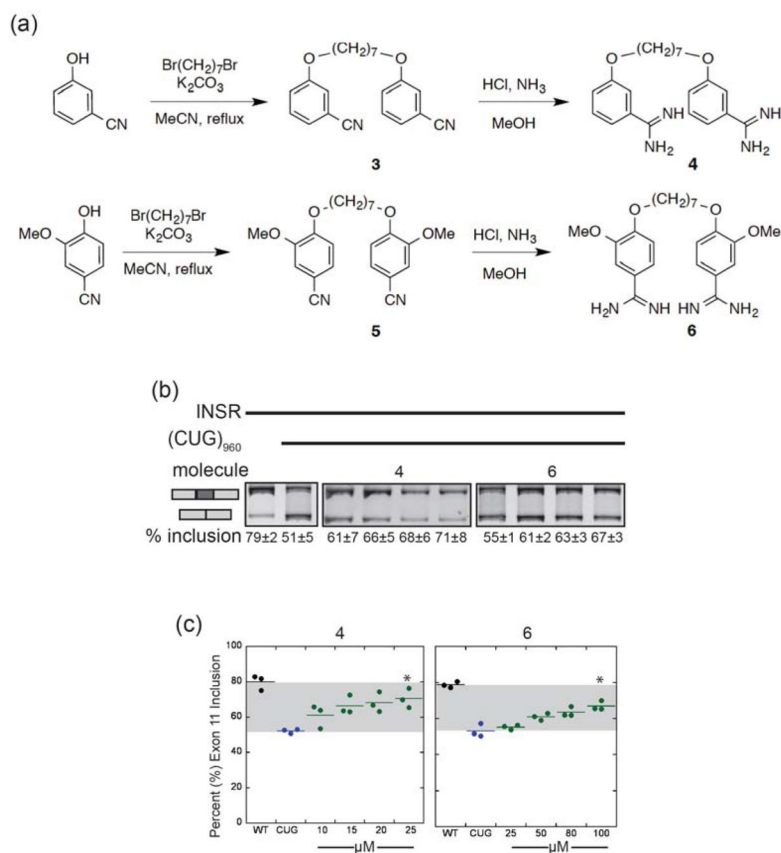 (a)
OH
CN
Br(CH₂)₇Br
K₂CO₃
MeCN, reflux
O (CH₂)₇ O
CN CN
3
HCl, NH₃
MeOH
O (CH₂)₇ O
NH NH
NH₂ NH₂
4
OH
MeO
CN
Br(CH₂)₇Br
K₂CO₃
MeCN, reflux
O (CH₂)₇ O
MeO OMe
CN CN
5
HCl, NH₃
MeOH
O (CH₂)₇ O
MeO OMe
H₂N NH HN NH₂
6
(b)
INSR
(CUG)₉₆₀
molecule 4 6
% inclusion 79±2 51±5 61±7 66±5 68±6 71±8 55±1 61±2 63±3 67±3
(c)
4 6
Percent (%) Exon 11 Inclusion
100
80
60
40
20
0
* *
WT CUG 10 15 20 25 WT CUG 25 50 80 100
µM µM